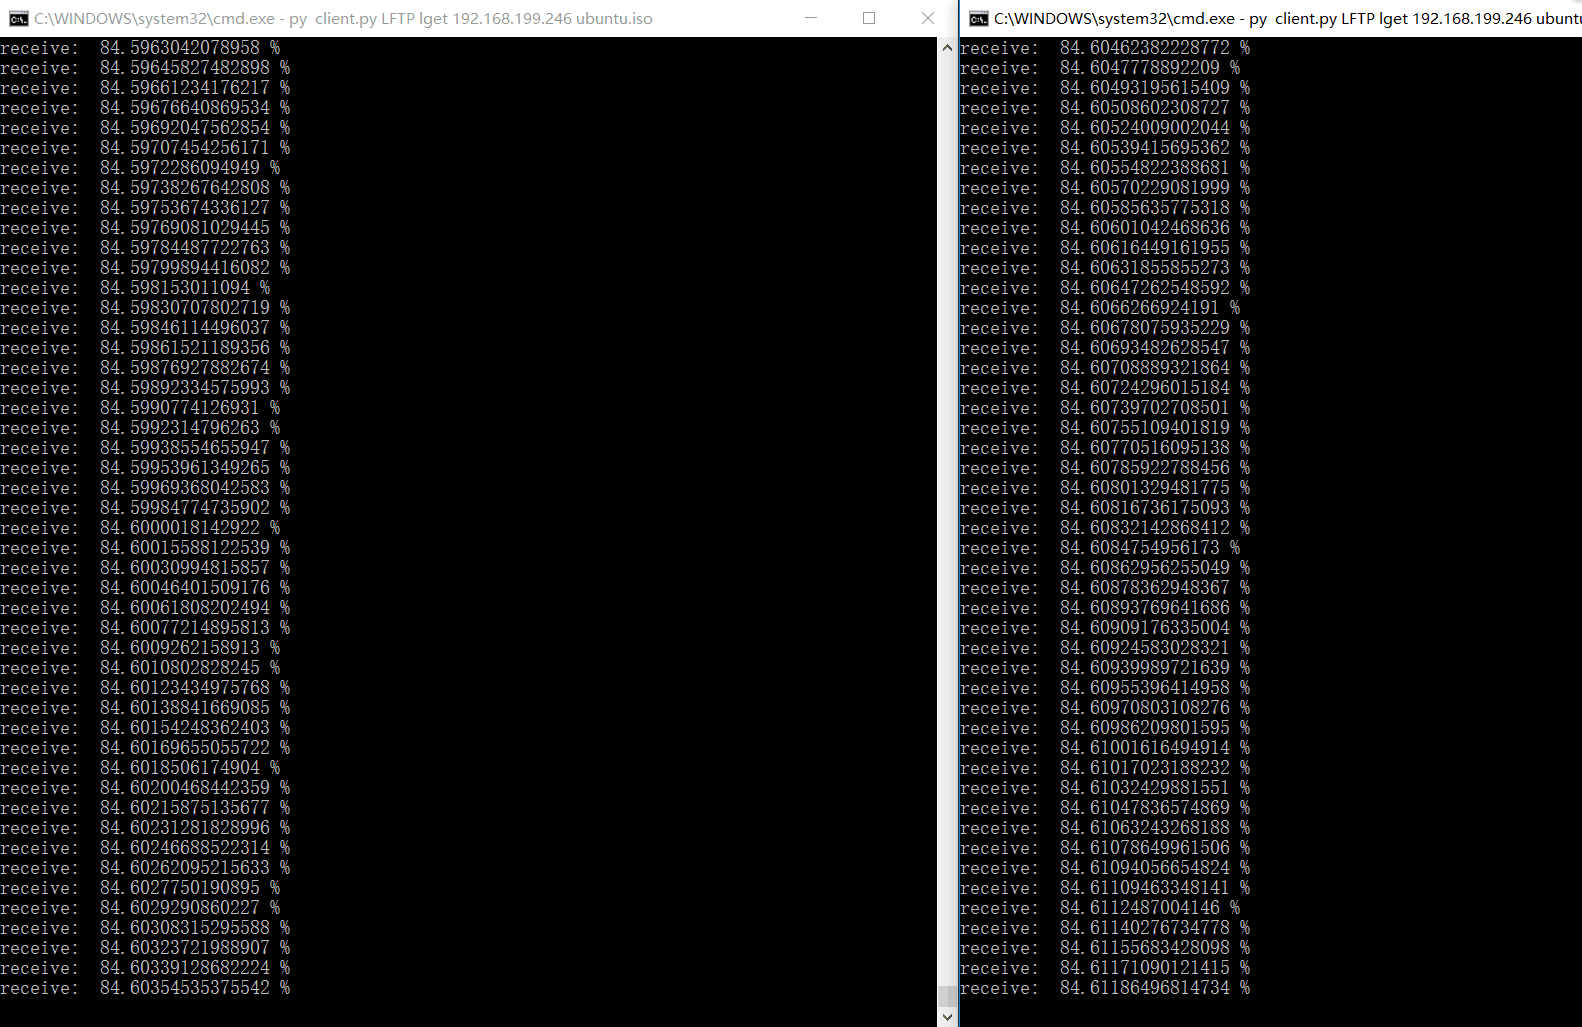 C:\WINDOWS\system32\cmd.exe - py  client.py LFTP lget 192.168.199.246 ubuntu.iso
receive:  84.5963042078958 %
receive:  84.59645827482898 %
receive:  84.59661234176217 %
receive:  84.59676640869534 %
receive:  84.59692047562854 %
receive:  84.59707454256171 %
receive:  84.5972286094949 %
receive:  84.59738267642808 %
receive:  84.59753674336127 %
receive:  84.59769081029445 %
receive:  84.59784487722763 %
receive:  84.59799894416082 %
receive:  84.598153011094 %
receive:  84.59830707802719 %
receive:  84.59846114496037 %
receive:  84.59861521189356 %
receive:  84.59876927882674 %
receive:  84.59892334575993 %
receive:  84.5990774126931 %
receive:  84.5992314796263 %
receive:  84.59938554655947 %
receive:  84.59953961349265 %
receive:  84.59969368042583 %
receive:  84.59984774735902 %
receive:  84.6000018142922 %
receive:  84.60015588122539 %
receive:  84.60030994815857 %
receive:  84.60046401509176 %
receive:  84.60061808202494 %
receive:  84.60077214895813 %
receive:  84.6009262158913 %
receive:  84.6010802828245 %
receive:  84.60123434975768 %
receive:  84.60138841669085 %
receive:  84.60154248362403 %
receive:  84.60169655055722 %
receive:  84.6018506174904 %
receive:  84.60200468442359 %
receive:  84.60215875135677 %
receive:  84.60231281828996 %
receive:  84.60246688522314 %
receive:  84.60262095215633 %
receive:  84.6027750190895 %
receive:  84.6029290860227 %
receive:  84.60308315295588 %
receive:  84.60323721988907 %
receive:  84.60339128682224 %
receive:  84.60354535375542 %
C:\WINDOWS\system32\cmd.exe - py  client.py LFTP lget 192.168.199.246 ubuntu
receive:  84.60462382228772 %
receive:  84.6047778892209 %
receive:  84.60493195615409 %
receive:  84.60508602308727 %
receive:  84.60524009002044 %
receive:  84.60539415695362 %
receive:  84.60554822388681 %
receive:  84.60570229081999 %
receive:  84.60585635775318 %
receive:  84.60601042468636 %
receive:  84.60616449161955 %
receive:  84.60631855855273 %
receive:  84.60647262548592 %
receive:  84.6066266924191 %
receive:  84.60678075935229 %
receive:  84.60693482628547 %
receive:  84.60708889321864 %
receive:  84.60724296015184 %
receive:  84.60739702708501 %
receive:  84.60755109401819 %
receive:  84.60770516095138 %
receive:  84.60785922788456 %
receive:  84.60801329481775 %
receive:  84.60816736175093 %
receive:  84.60832142868412 %
receive:  84.6084754956173 %
receive:  84.60862956255049 %
receive:  84.60878362948367 %
receive:  84.60893769641686 %
receive:  84.60909176335004 %
receive:  84.60924583028321 %
receive:  84.60939989721639 %
receive:  84.60955396414958 %
receive:  84.60970803108276 %
receive:  84.60986209801595 %
receive:  84.61001616494914 %
receive:  84.61017023188232 %
receive:  84.61032429881551 %
receive:  84.61047836574869 %
receive:  84.61063243268188 %
receive:  84.61078649961506 %
receive:  84.61094056654824 %
receive:  84.61109463348141 %
receive:  84.6112487004146 %
receive:  84.61140276734778 %
receive:  84.61155683428098 %
receive:  84.61171090121415 %
receive:  84.61186496814734 %